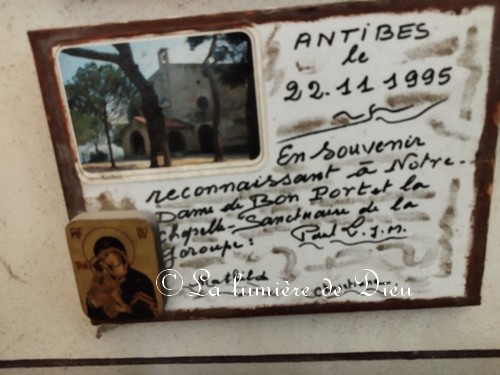 ANTIBES
le
22.11 1995
En Souvenir
reconnaissant à Notre..
Dame de Bon Port et la
Chapelle-Sanctuaire de la
Garoupe:
Paul L.J.M.
© La lumière de Dieu